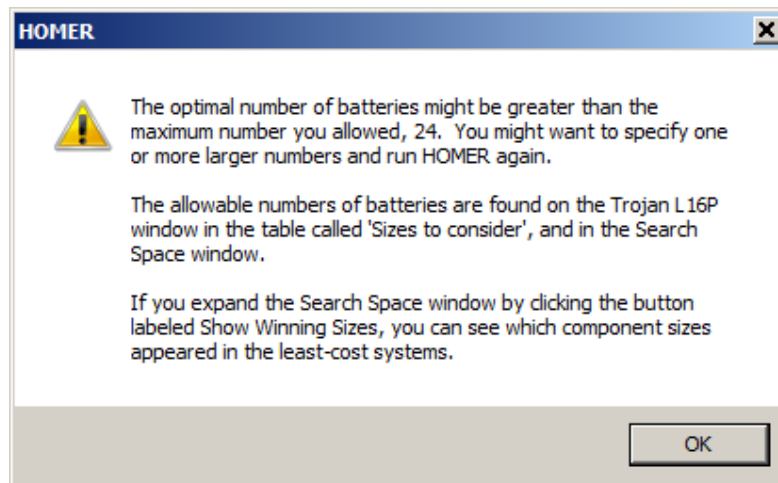 HOMER
The optimal number of batteries might be greater than the
maximum number you allowed, 24.  You might want to specify one
or more larger numbers and run HOMER again.
The allowable numbers of batteries are found on the Trojan L16P
window in the table called 'Sizes to consider', and in the Search
Space window.
If you expand the Search Space window by clicking the button
labeled Show Winning Sizes, you can see which component sizes
appeared in the least-cost systems.
OK